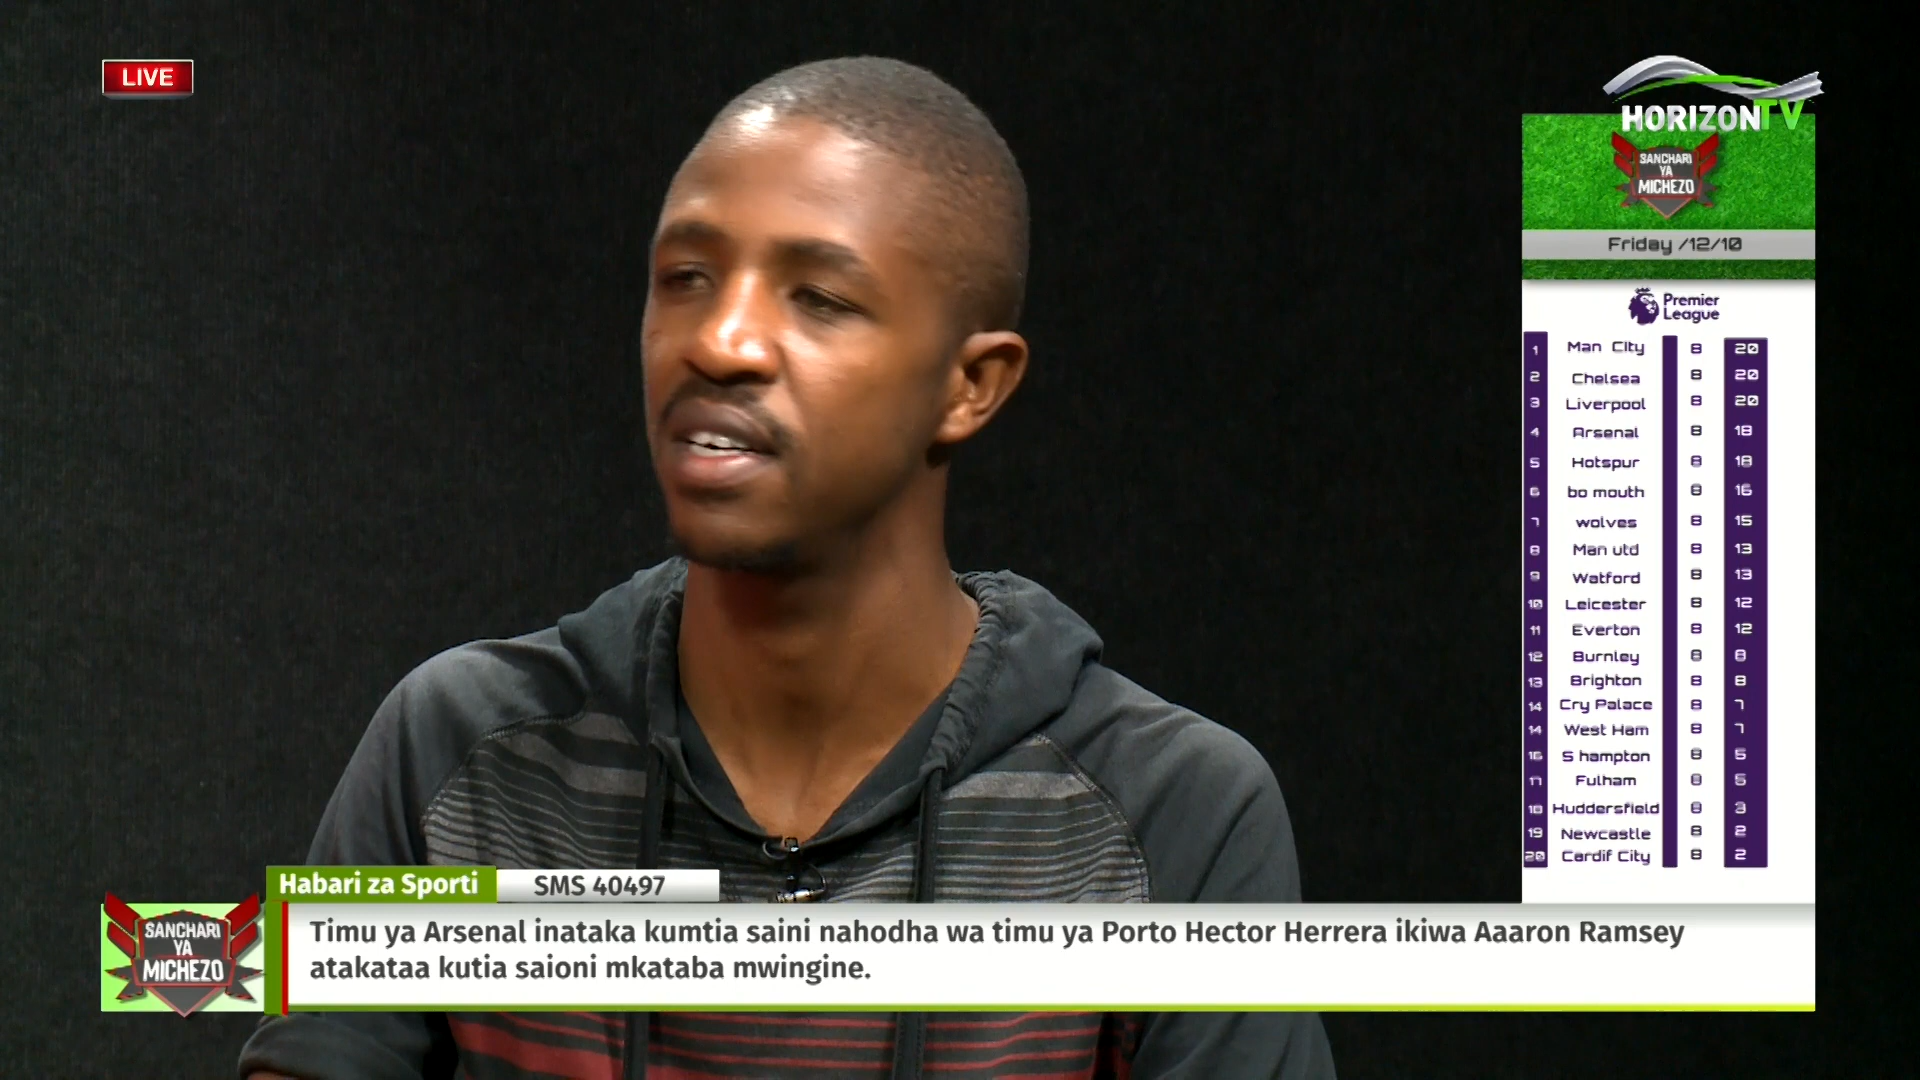 LIVE
HORIZONTV
SANCHARI
YA
MICHEZO
Friday /12/10
Premier
League
1 Man City 8 20
2 Chelsea 8 20
3 Liverpool 8 20
4 Arsenal 8 18
5 Hotspur 8 18
6 bo mouth 8 16
7 wolves 8 15
8 Man utd 8 13
9 Watford 8 13
10 Leicester 8 12
11 Everton 8 12
12 Burnley 8 8
13 Brighton 8 8
14 Cry Palace 8 7
14 West Ham 8 7
16 S hampton 8 5
17 Fulham 8 5
18 Huddersfield 8 3
19 Newcastle 8 2
20 Cardif City 8 2
Habari za Sporti SMS 40497
SANCHARI
YA
MICHEZO
Timu ya Arsenal inataka kumtia saini nahodha wa timu ya Porto Hector Herrera ikiwa Aaaron Ramsey
atakataa kutia saioni mkataba mwingine.